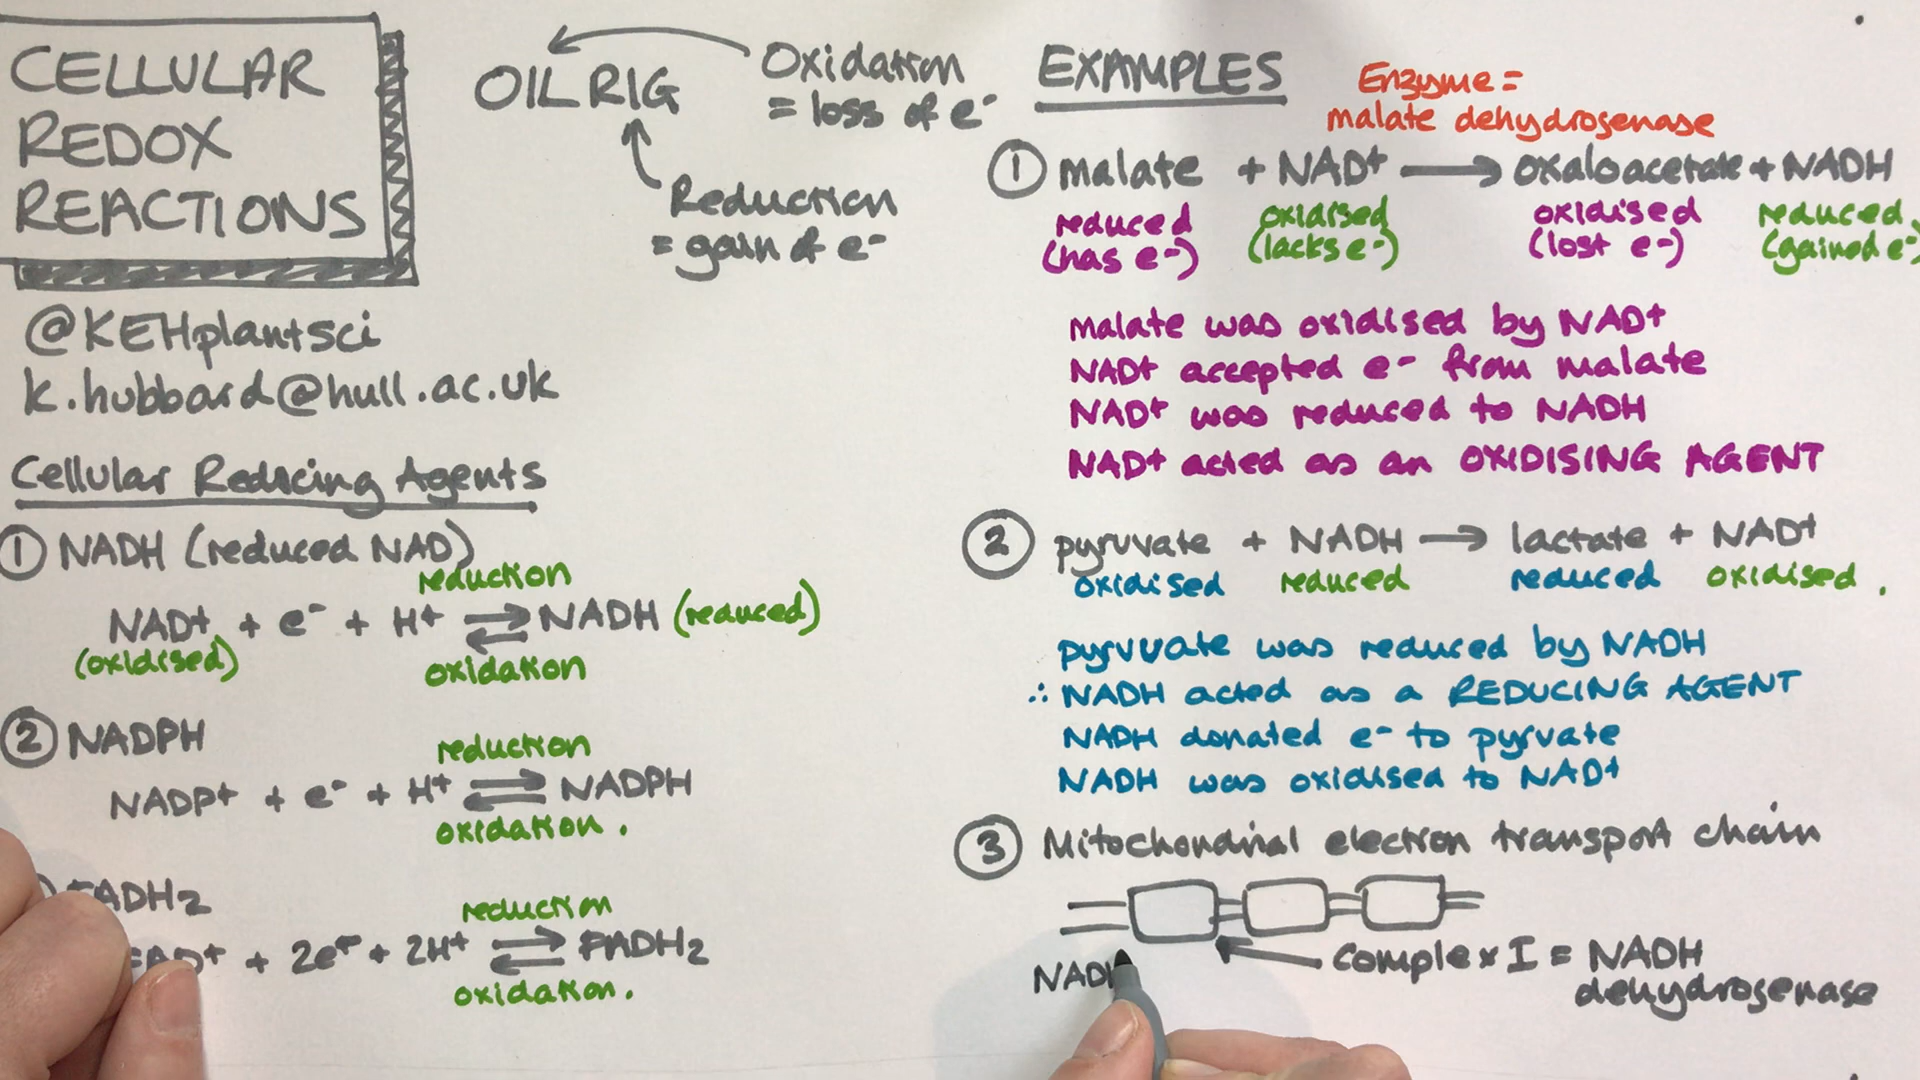 CELLULAR
REDOX
REACTIONS
@KEHplantsci
k.hubbard@hull.ac.uk
OILRIG
Oxidation
= loss of e-
Reduction
= gain of e-
Cellular Reducing Agents
① NADH (reduced NAD)
reduction
NAD+ + e- + H+ ⇌ NADH (reduced)
(oxidised)
oxidation
② NADPH
reduction
NADP+ + e- + H+ ⇌ NADPH
oxidation.
FADH2
reduction
FAD+ + 2e- + 2H+ ⇌ FADH2
oxidation.
EXAMPLES
Enzyme =
malate dehydrogenase
① malate + NAD+ → oxaloacetate + NADH
reduced oxidised oxidised reduced
(has e-) (lacks e-) (lost e-) (gained e-)
malate was oxidised by NAD+
NAD+ accepted e- from malate
NAD+ was reduced to NADH
NAD+ acted as an OXIDISING AGENT
② pyruvate + NADH → lactate + NAD+
oxidised reduced reduced oxidised.
pyruvate was reduced by NADH
∴ NADH acted as a REDUCING AGENT
NADH donated e- to pyrvate
NADH was oxidised to NAD+
③ Mitochondrial electron transport chain
Complex I = NADH
dehydrogenase
NADH